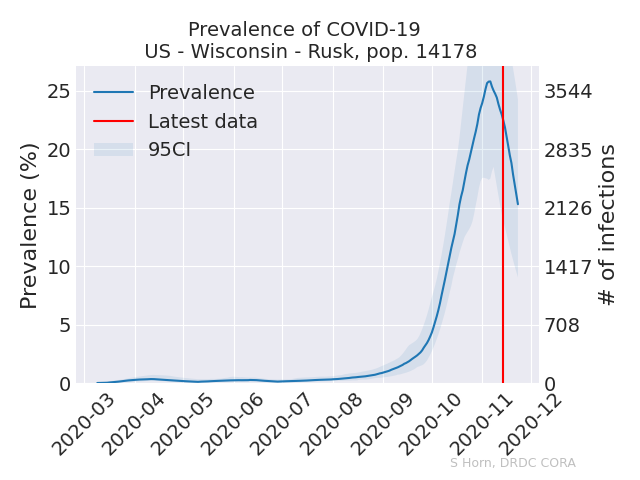 Prevalence of COVID-19
US - Wisconsin - Rusk, pop. 14178
Prevalence
Latest data
95CI
Prevalence (%)
25
20
15
10
5
0
3544
2835
2126
1417
708
0
# of infections
2020-03
2020-04
2020-05
2020-06
2020-07
2020-08
2020-09
2020-10
2020-11
2020-12
S Horn, DRDC CORA